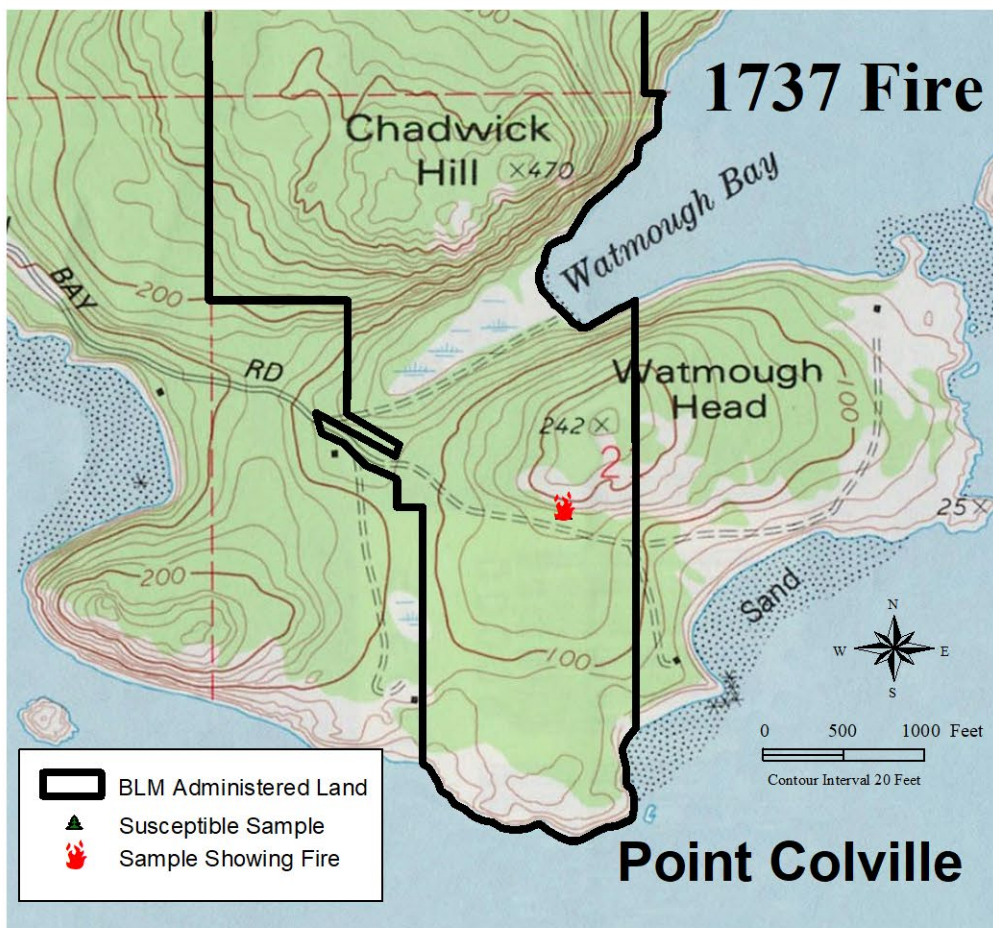 1737 Fire
Chadwick
Hill
×470
Watmough Bay
BAY
200
RD
Watmough
Head
242 ×
100
2
25 ×
200
Sand
N
W
E
S
100
0 500 1000 Feet
Contour Interval 20 Feet
BLM Administered Land
Susceptible Sample
Sample Showing Fire
Point Colville